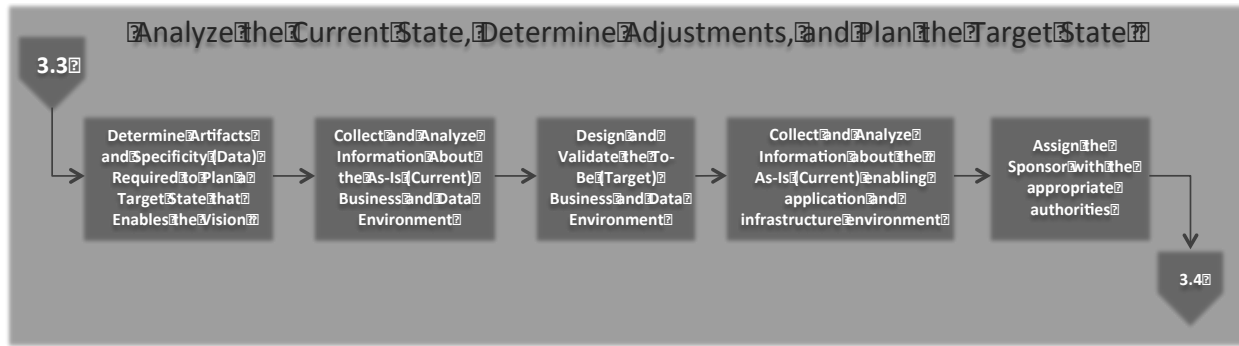 Analyze the Current State, Determine Adjustments, and Plan the Target State
3.3
Determine Artifacts
and Specificity (Data)
Required to Plan a
Target State that
Enables the Vision
Collect and Analyze
Information About
the As-Is (Current)
Business and Data
Environment
Design and
Validate the To-
Be (Target)
Business and Data
Environment
Collect and Analyze
Information about the
As-Is (Current) enabling
application and
infrastructure environment
Assign the
Sponsor with the
appropriate
authorities
3.4